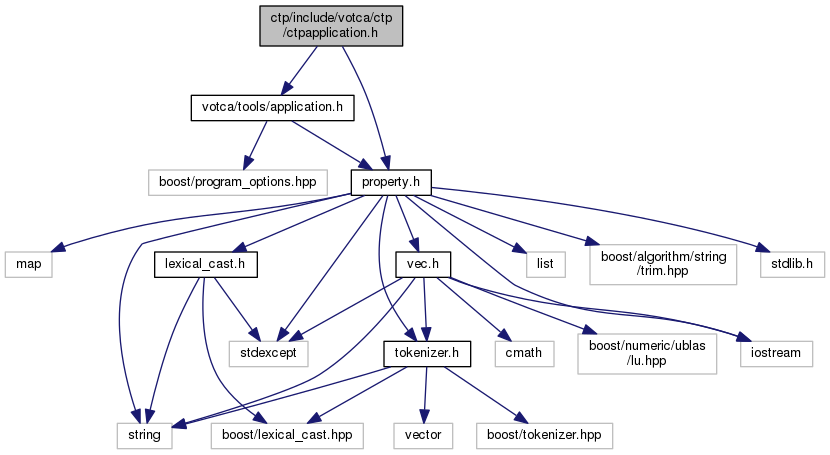 ctp/include/votca/ctp
/ctpapplication.h
votca/tools/application.h
boost/program_options.hpp
property.h
map
lexical_cast.h
vec.h
list
boost/algorithm/string
/trim.hpp
stdlib.h
stdexcept
tokenizer.h
cmath
boost/numeric/ublas
/lu.hpp
iostream
string
boost/lexical_cast.hpp
vector
boost/tokenizer.hpp